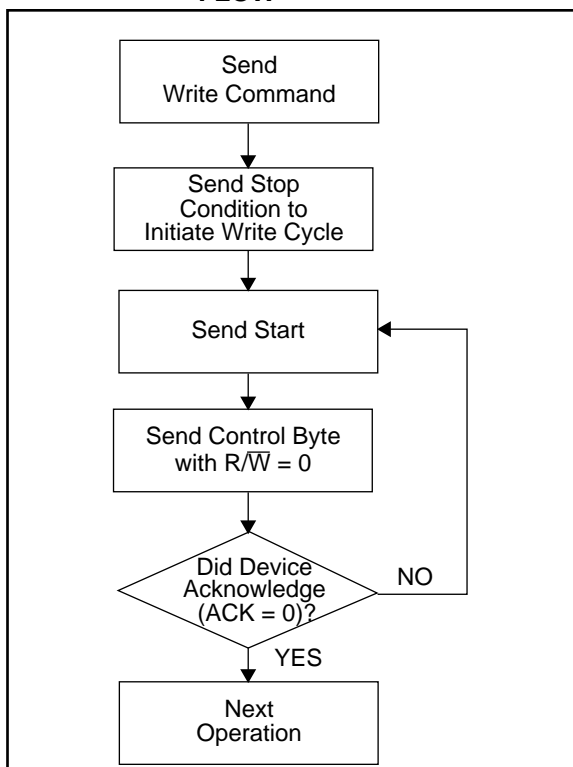 FLOW
Send
Write Command
Send Stop
Condition to
Initiate Write Cycle
Send Start
Send Control Byte
with R/W̅ = 0
Did Device
Acknowledge
(ACK = 0)?
NO
YES
Next
Operation